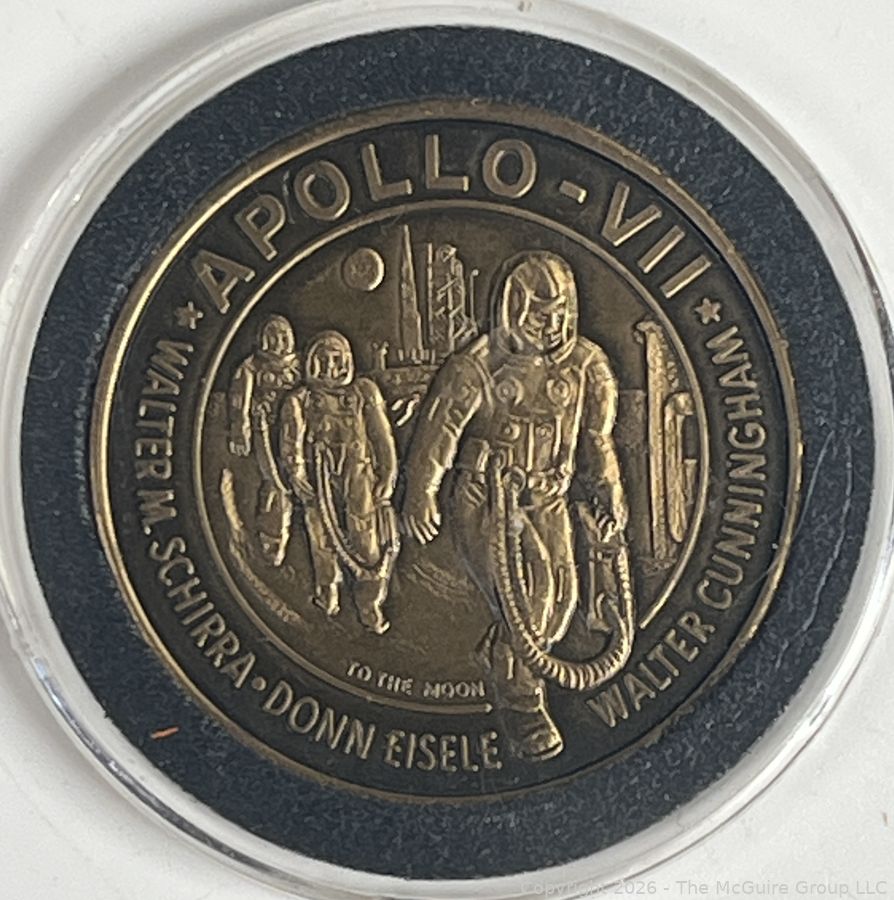 ★ APOLLO - VII ★
WALTER M. SCHIRRA • DONN EISELE
WALTER CUNNINGHAM
TO THE MOON
Copyright 2026 - The McGuire Group LLC